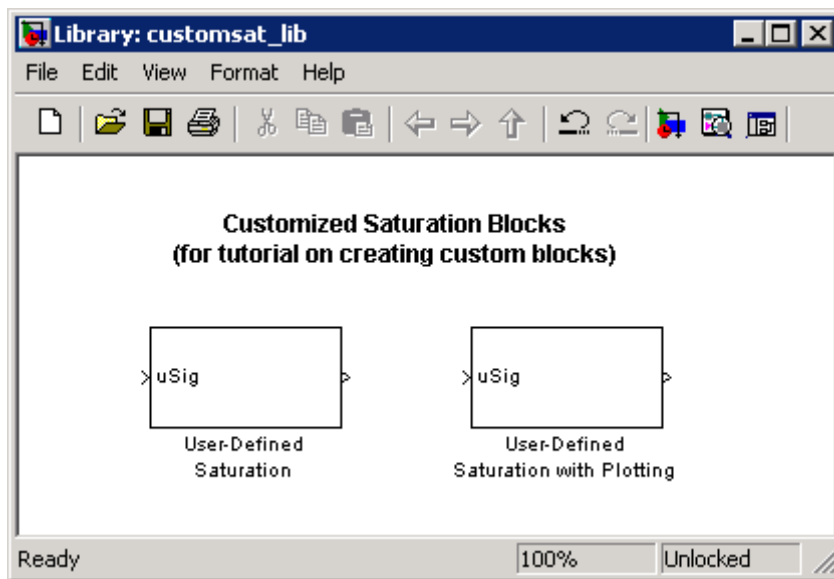 Library: customsat_lib
File Edit View Format Help
Customized Saturation Blocks
(for tutorial on creating custom blocks)
uSig
uSig
User-Defined
Saturation
User-Defined
Saturation with Plotting
Ready 100% Unlocked